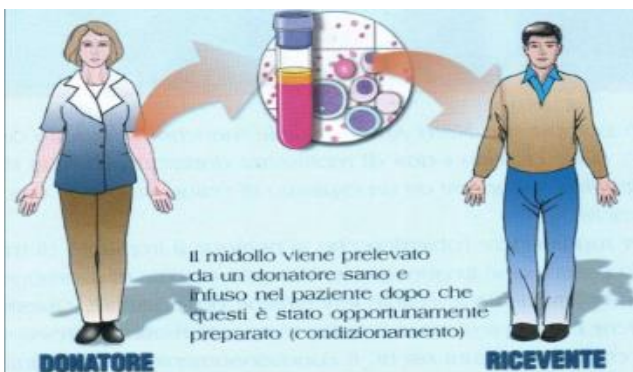 Il midollo viene prelevato
da un donatore sano e
infuso nel paziente dopo che
questi è stato opportunamente
preparato (condizionamento)
DONATORE
RICEVENTE